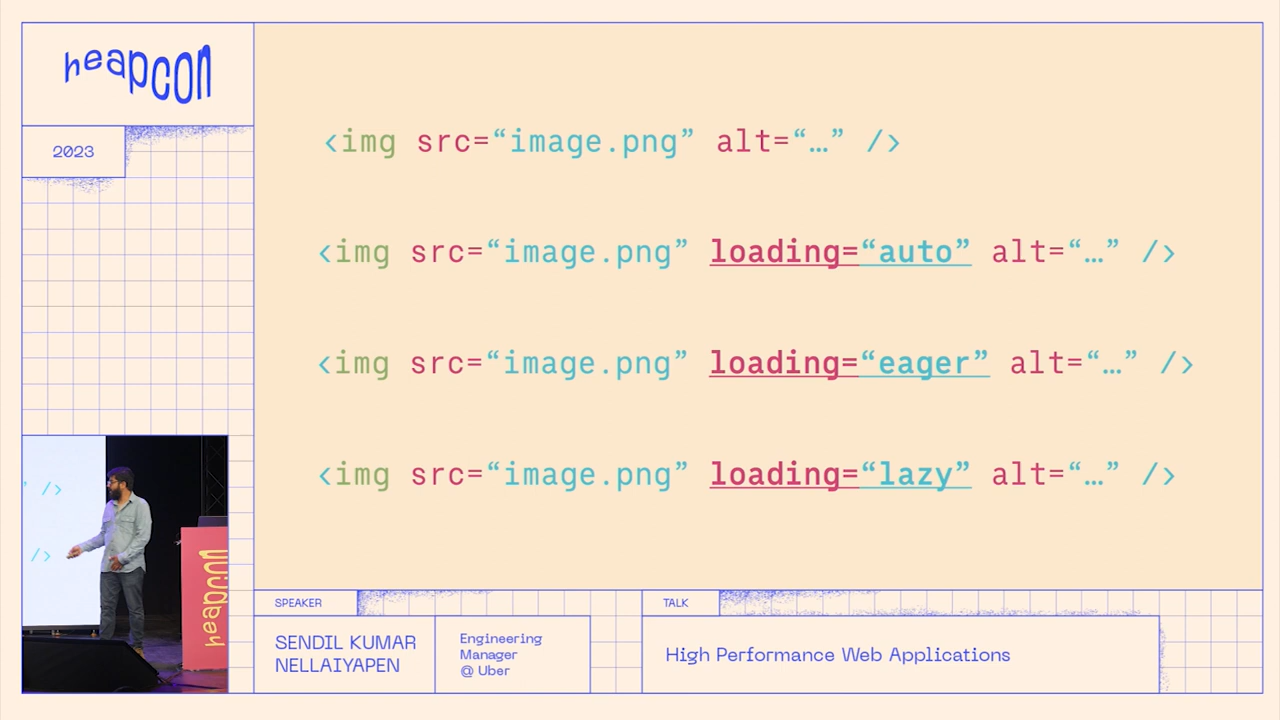 heapcon
2023
<img src=“image.png” alt=“…” />
<img src=“image.png” loading=“auto” alt=“…” />
<img src=“image.png” loading=“eager” alt=“…” />
<img src=“image.png” loading=“lazy” alt=“…” />
” />
/>
heapcon
SPEAKER
SENDIL KUMAR
NELLAIYAPEN
Engineering
Manager
@ Uber
TALK
High Performance Web Applications